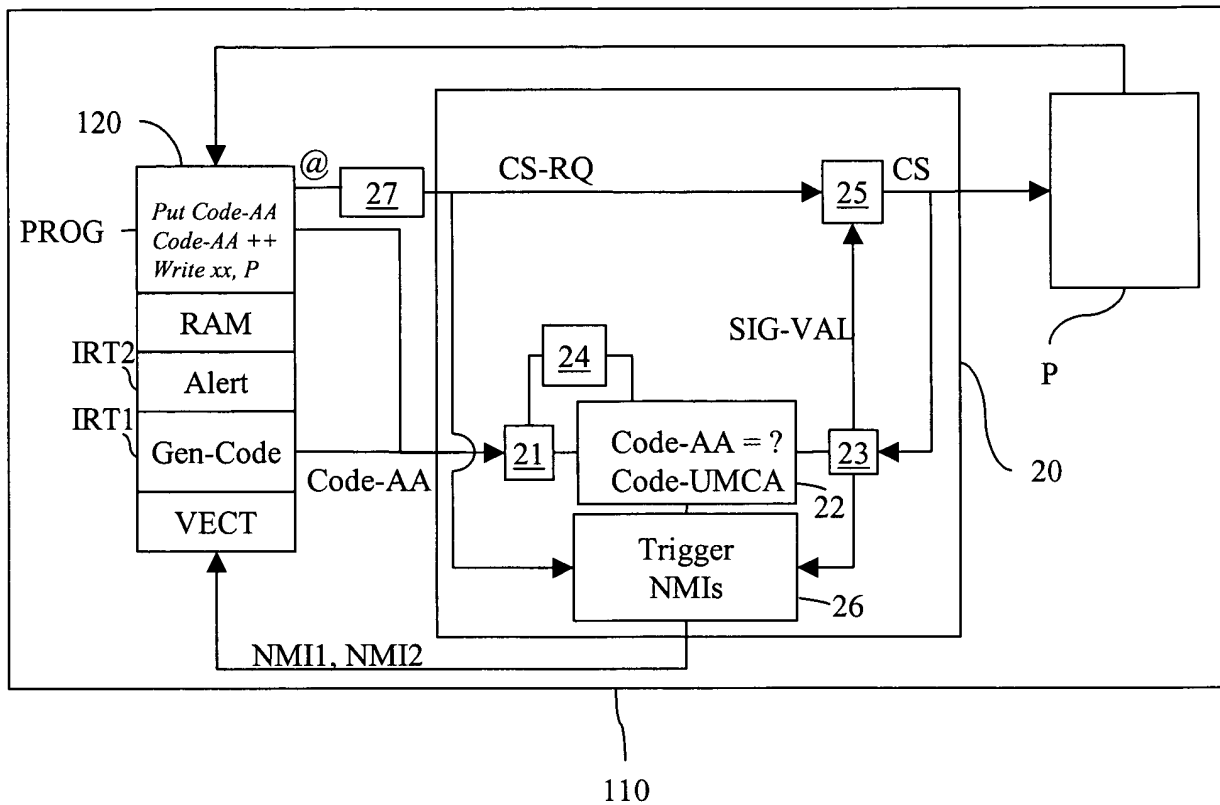 120
@
27
CS-RQ
25
CS
PROG
Put Code-AA
Code-AA ++
Write xx, P
RAM
IRT2
Alert
IRT1
Gen-Code
Code-AA
VECT
24
21
Code-AA = ?
Code-UMCA
22
23
SIG-VAL
P
20
Trigger
NMIs
26
NMI1, NMI2
110